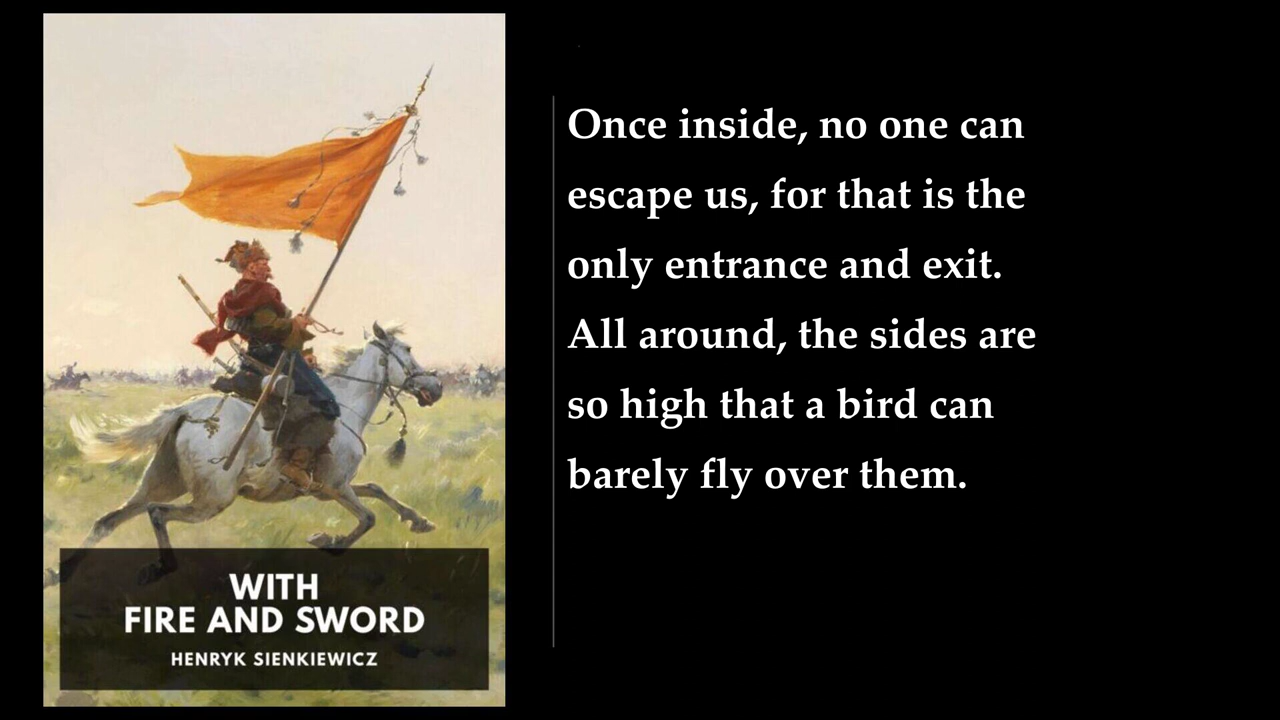 WITH
FIRE AND SWORD
HENRYK SIENKIEWICZ
Once inside, no one can
escape us, for that is the
only entrance and exit.
All around, the sides are
so high that a bird can
barely fly over them.